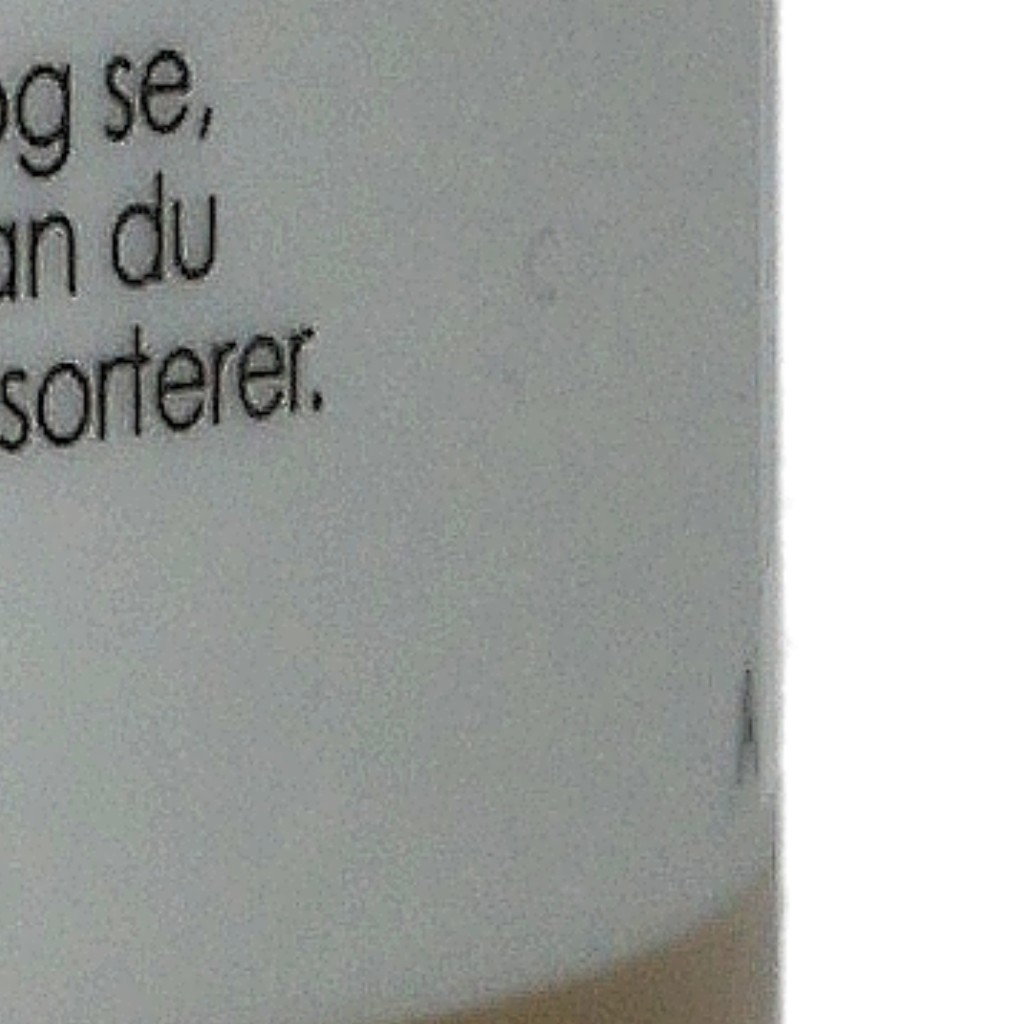 og se,
an du
sorterer.
A